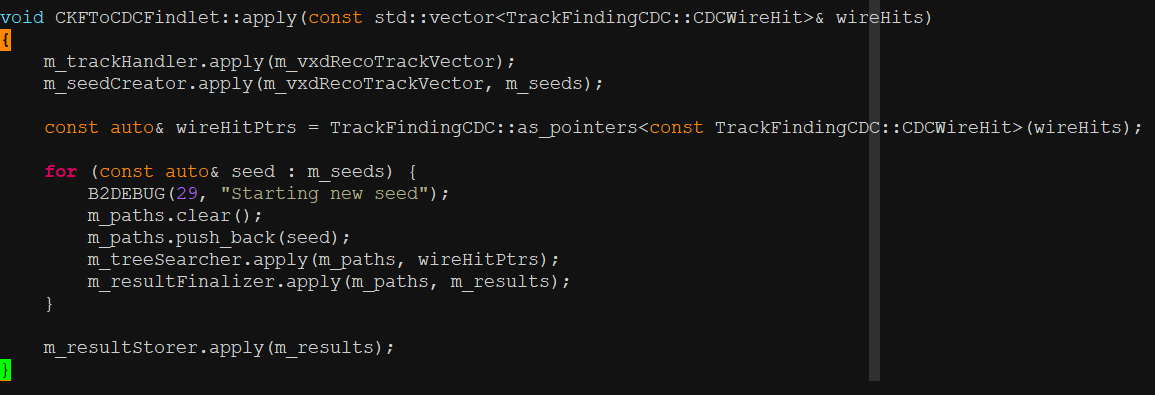 void CKFToCDCFindlet::apply(const std::vector<TrackFindingCDC::CDCWireHit>& wireHits)
{
    m_trackHandler.apply(m_vxdRecoTrackVector);
    m_seedCreator.apply(m_vxdRecoTrackVector, m_seeds);

    const auto& wireHitPtrs = TrackFindingCDC::as_pointers<const TrackFindingCDC::CDCWireHit>(wireHits);

    for (const auto& seed : m_seeds) {
        B2DEBUG(29, "Starting new seed");
        m_paths.clear();
        m_paths.push_back(seed);
        m_treeSearcher.apply(m_paths, wireHitPtrs);
        m_resultFinalizer.apply(m_paths, m_results);
    }

    m_resultStorer.apply(m_results);
}